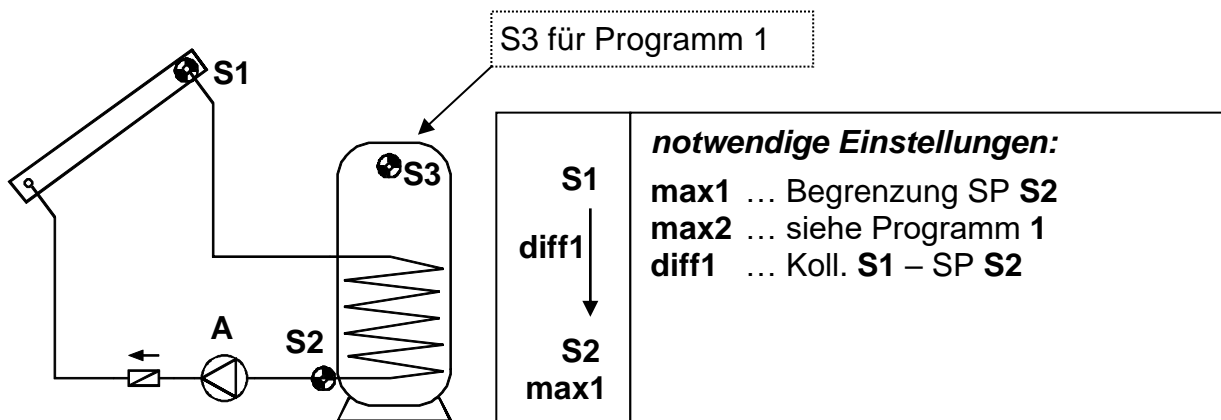 S3 für Programm 1
S1
S3
A
S2
S1
diff1
S2
max1
notwendige Einstellungen:
max1 … Begrenzung SP S2
max2 … siehe Programm 1
diff1 … Koll. S1 – SP S2